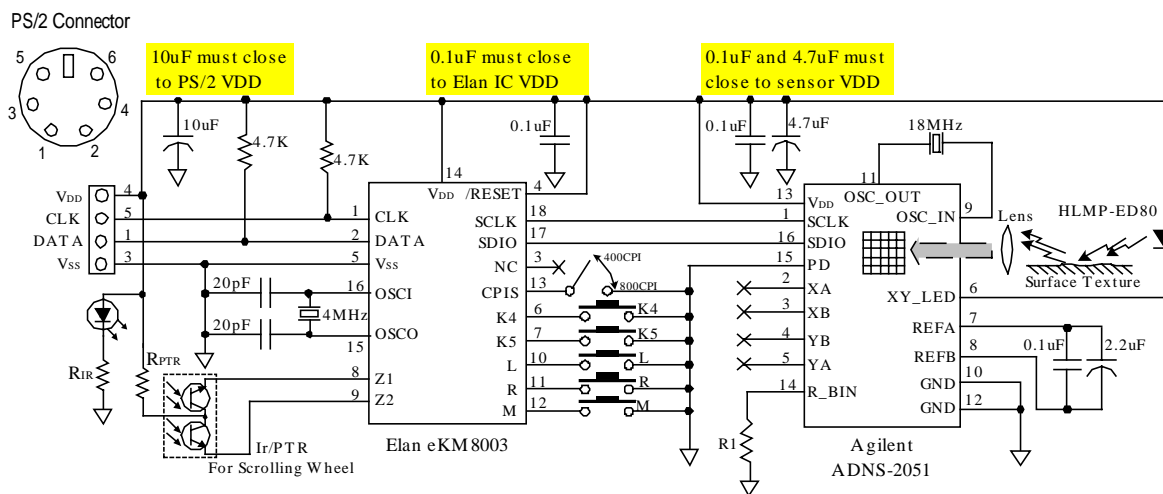 PS/2 Connector
5
6
3
4
1
2
10uF must close
to PS/2 VDD
0.1uF must close
to Elan IC VDD
0.1uF and 4.7uF must
close to sensor VDD
10uF
4.7K
4.7K
0.1uF
0.1uF
4.7uF
18MHz
VDD
4
CLK
5
DATA
1
Vss
3
14
VDD
/RESET
4
1
CLK
SCLK
18
2
DATA
SDIO
17
5
Vss
NC
3
16
OSCI
CPIS
13
OSCO
15
K4
6
K5
7
L
10
8
Z1
R
11
9
Z2
M
12
20pF
20pF
4MHz
400CPI
800CPI
K4
K5
L
R
M
RIR
RPTR
Ir/PTR
For Scrolling Wheel
Elan eKM8003
11
OSC_OUT
13
VDD
OSC_IN
9
1
SCLK
16
SDIO
15
PD
2
XA
XY_LED
6
3
XB
REFA
7
4
YB
REFB
8
5
YA
GND
10
14
R_BIN
GND
12
R1
Lens
HLMP-ED80
Surface Texture
0.1uF
2.2uF
Agilent
ADNS-2051